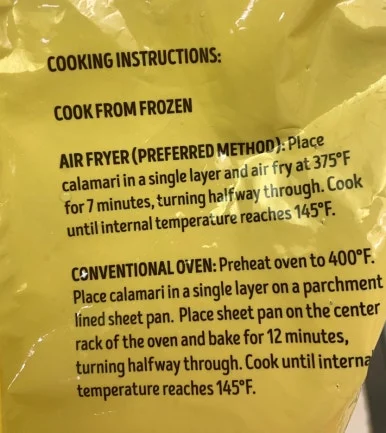 COOKING INSTRUCTIONS:
COOK FROM FROZEN
AIR FRYER (PREFERRED METHOD): Place
calamari in a single layer and air fry at 375°F
for 7 minutes, turning halfway through. Cook
until internal temperature reaches 145°F.
CONVENTIONAL OVEN: Preheat oven to 400°F.
Place calamari in a single layer on a parchment
lined sheet pan. Place sheet pan on the center
rack of the oven and bake for 12 minutes,
turning halfway through. Cook until interna
temperature reaches 145°F.